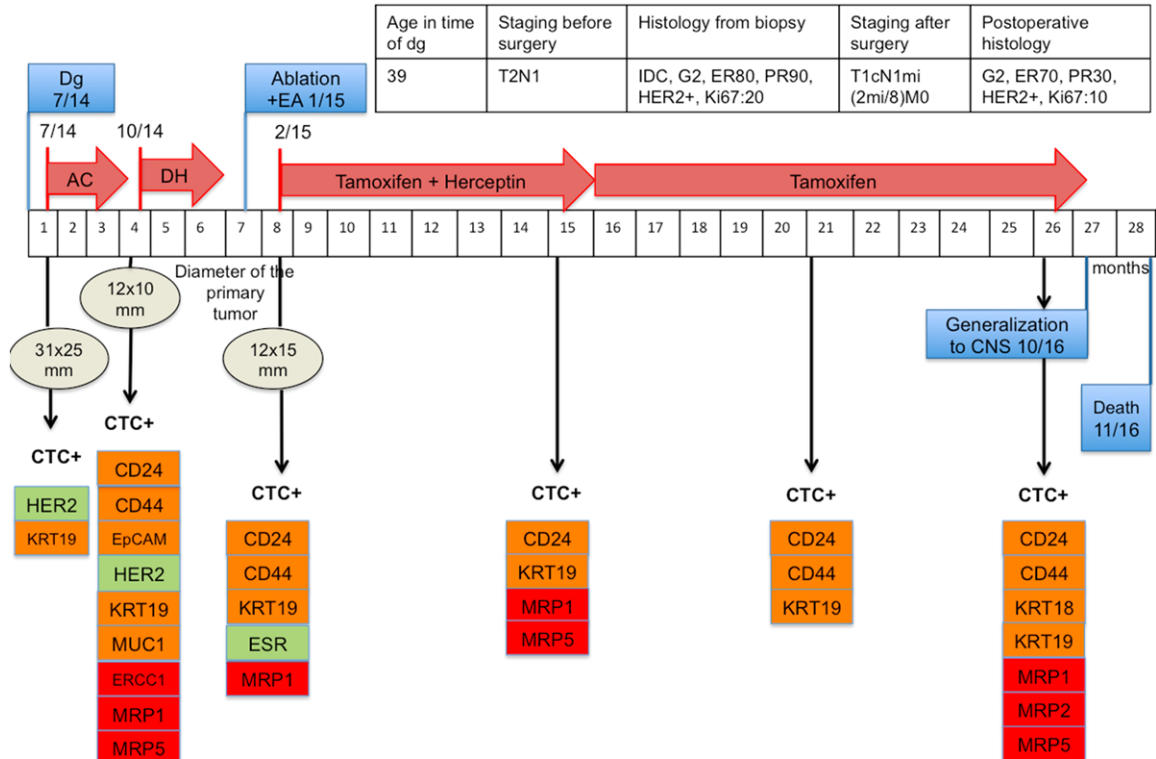 Age in time
of dg
Staging before
surgery
Histology from biopsy
Staging after
surgery
Postoperative
histology
39
T2N1
IDC, G2, ER80, PR90,
HER2+, Ki67:20
T1cN1mi
(2mi/8)M0
G2, ER70, PR30,
HER2+, Ki67:10
Dg
7/14
Ablation
+EA 1/15
7/14
10/14
2/15
AC
DH
Tamoxifen + Herceptin
Tamoxifen
1 2 3 4 5 6 7 8 9 10 11 12 13 14 15 16 17 18 19 20 21 22 23 24 25 26 27 28
months
Diameter of the
primary
tumor
31x25
mm
12x10
mm
12x15
mm
Generalization
to CNS 10/16
Death
11/16
CTC+
HER2
KRT19
CTC+
CD24
CD44
EpCAM
HER2
KRT19
MUC1
ERCC1
MRP1
MRP5
CTC+
CD24
CD44
KRT19
ESR
MRP1
CTC+
CD24
KRT19
MRP1
MRP5
CTC+
CD24
CD44
KRT19
CTC+
CD24
CD44
KRT18
KRT19
MRP1
MRP2
MRP5